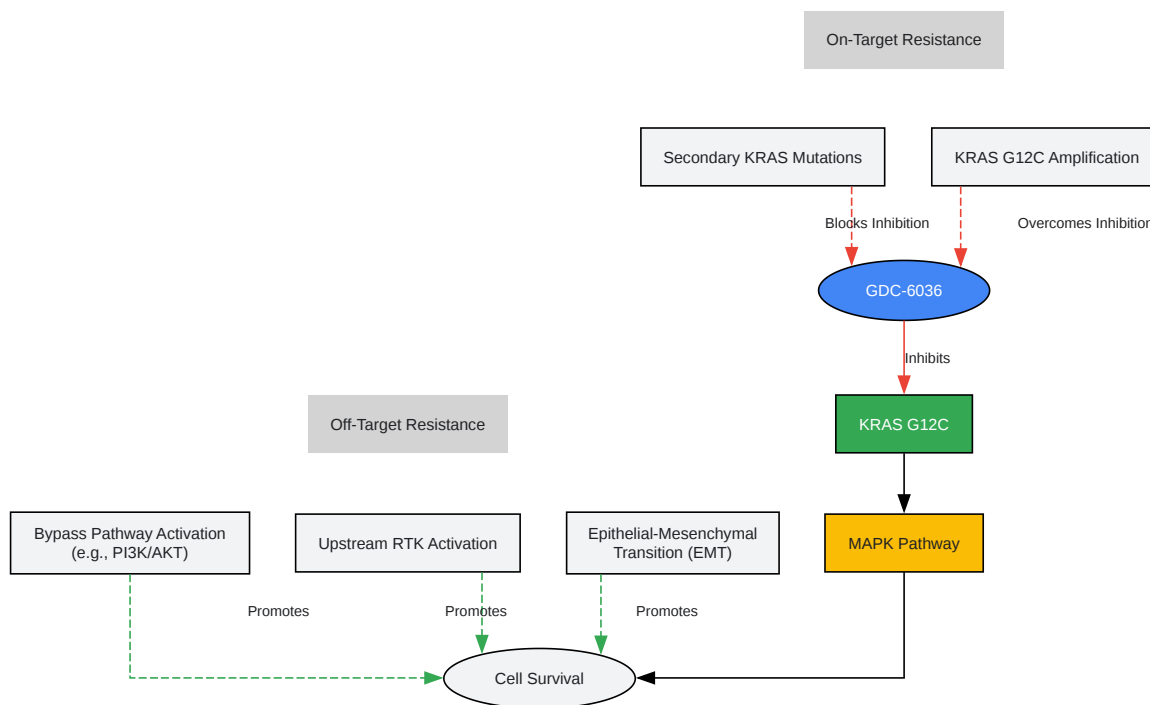 On-Target Resistance
Secondary KRAS Mutations
KRAS G12C Amplification
Blocks Inhibition
Overcomes Inhibition
GDC-6036
Inhibits
Off-Target Resistance
KRAS G12C
Bypass Pathway Activation
(e.g., PI3K/AKT)
Upstream RTK Activation
Epithelial-Mesenchymal
Transition (EMT)
MAPK Pathway
Promotes
Promotes
Promotes
Cell Survival